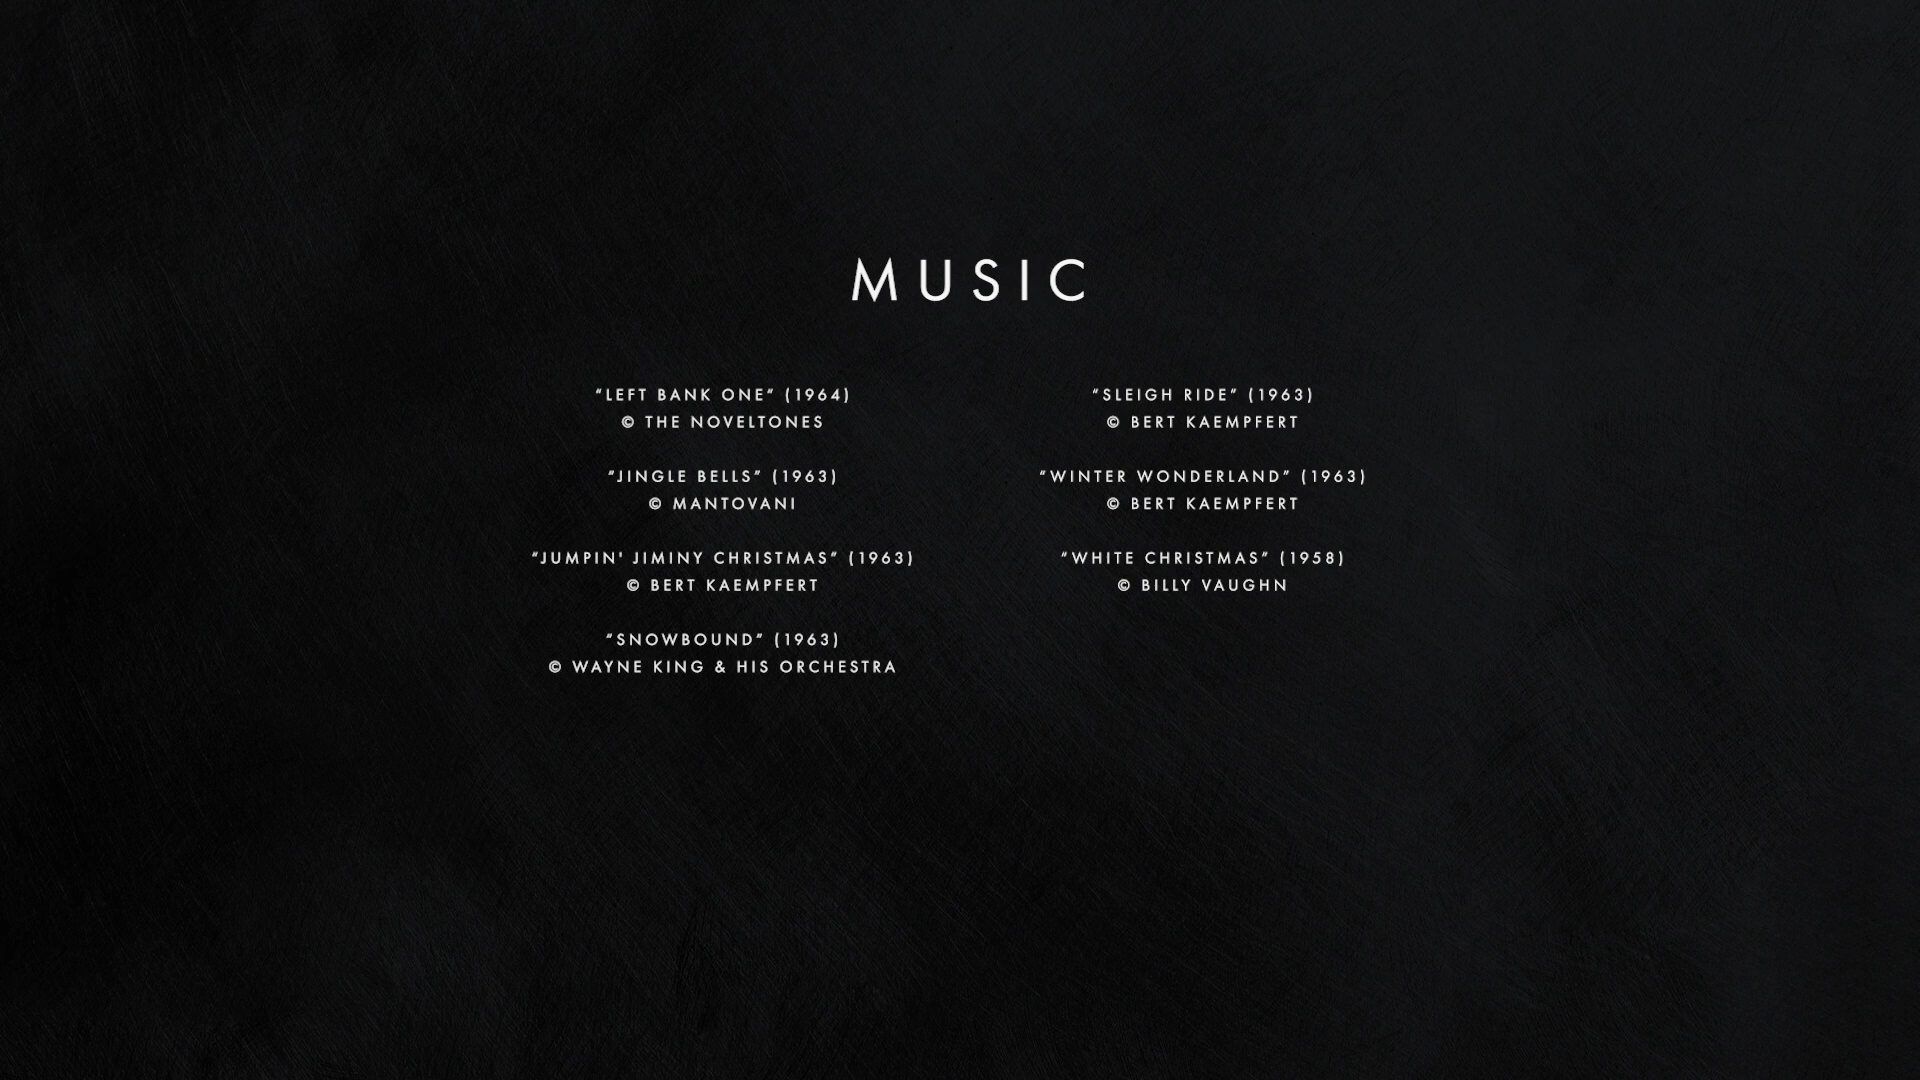 MUSIC
“LEFT BANK ONE” (1964)
© THE NOVELTONES
“JINGLE BELLS” (1963)
© MANTOVANI
“JUMPIN' JIMINY CHRISTMAS” (1963)
© BERT KAEMPFERT
“SNOWBOUND” (1963)
© WAYNE KING & HIS ORCHESTRA
“SLEIGH RIDE” (1963)
© BERT KAEMPFERT
“WINTER WONDERLAND” (1963)
© BERT KAEMPFERT
“WHITE CHRISTMAS” (1958)
© BILLY VAUGHN